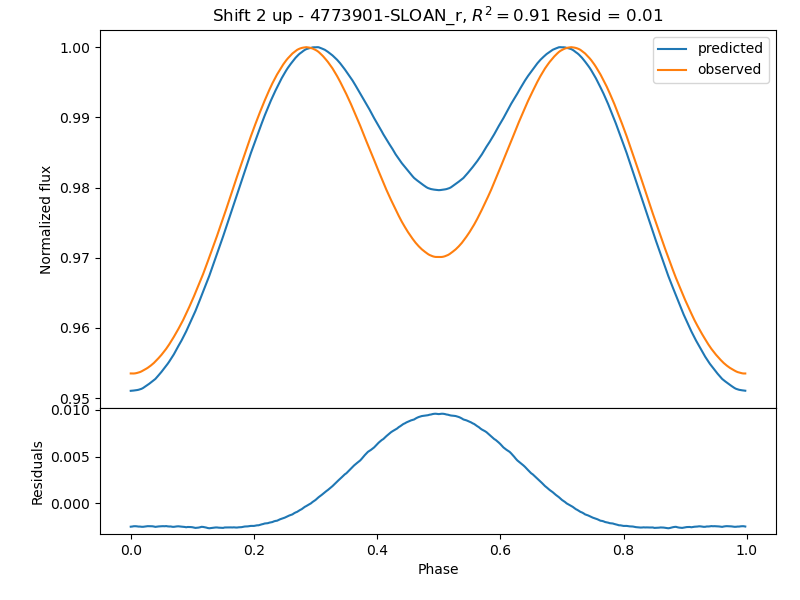 Shift 2 up - 4773901-SLOAN_r, R² = 0.91 Resid = 0.01
predicted
observed
Normalized flux
1.00
0.99
0.98
0.97
0.96
0.95
Residuals
0.010
0.005
0.000
0.0
0.2
0.4
0.6
0.8
1.0
Phase